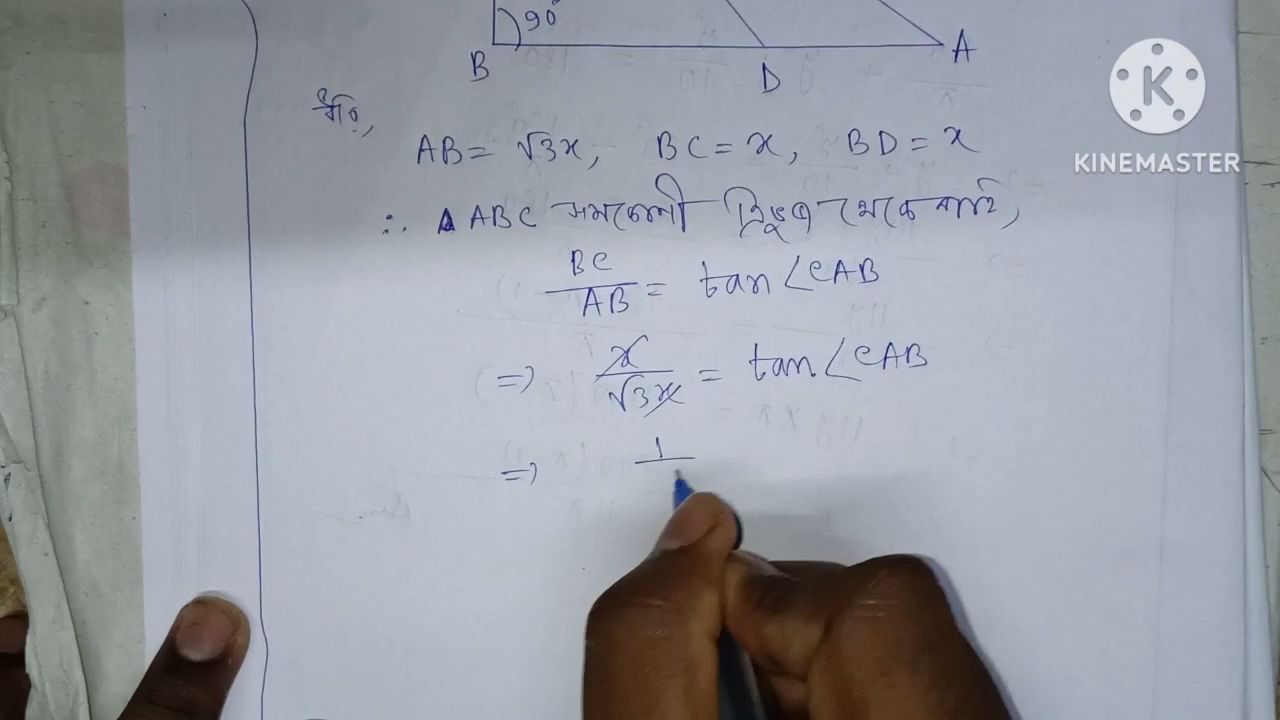 90°
B D A
ধরি,
AB = √3x, BC = x, BD = x
∴ △ABC সমকোণী ত্রিভুজ থেকে পাই,
BC/AB = tan∠CAB
⇒ x/√3x = tan∠CAB
⇒ 1
K
KINEMASTER